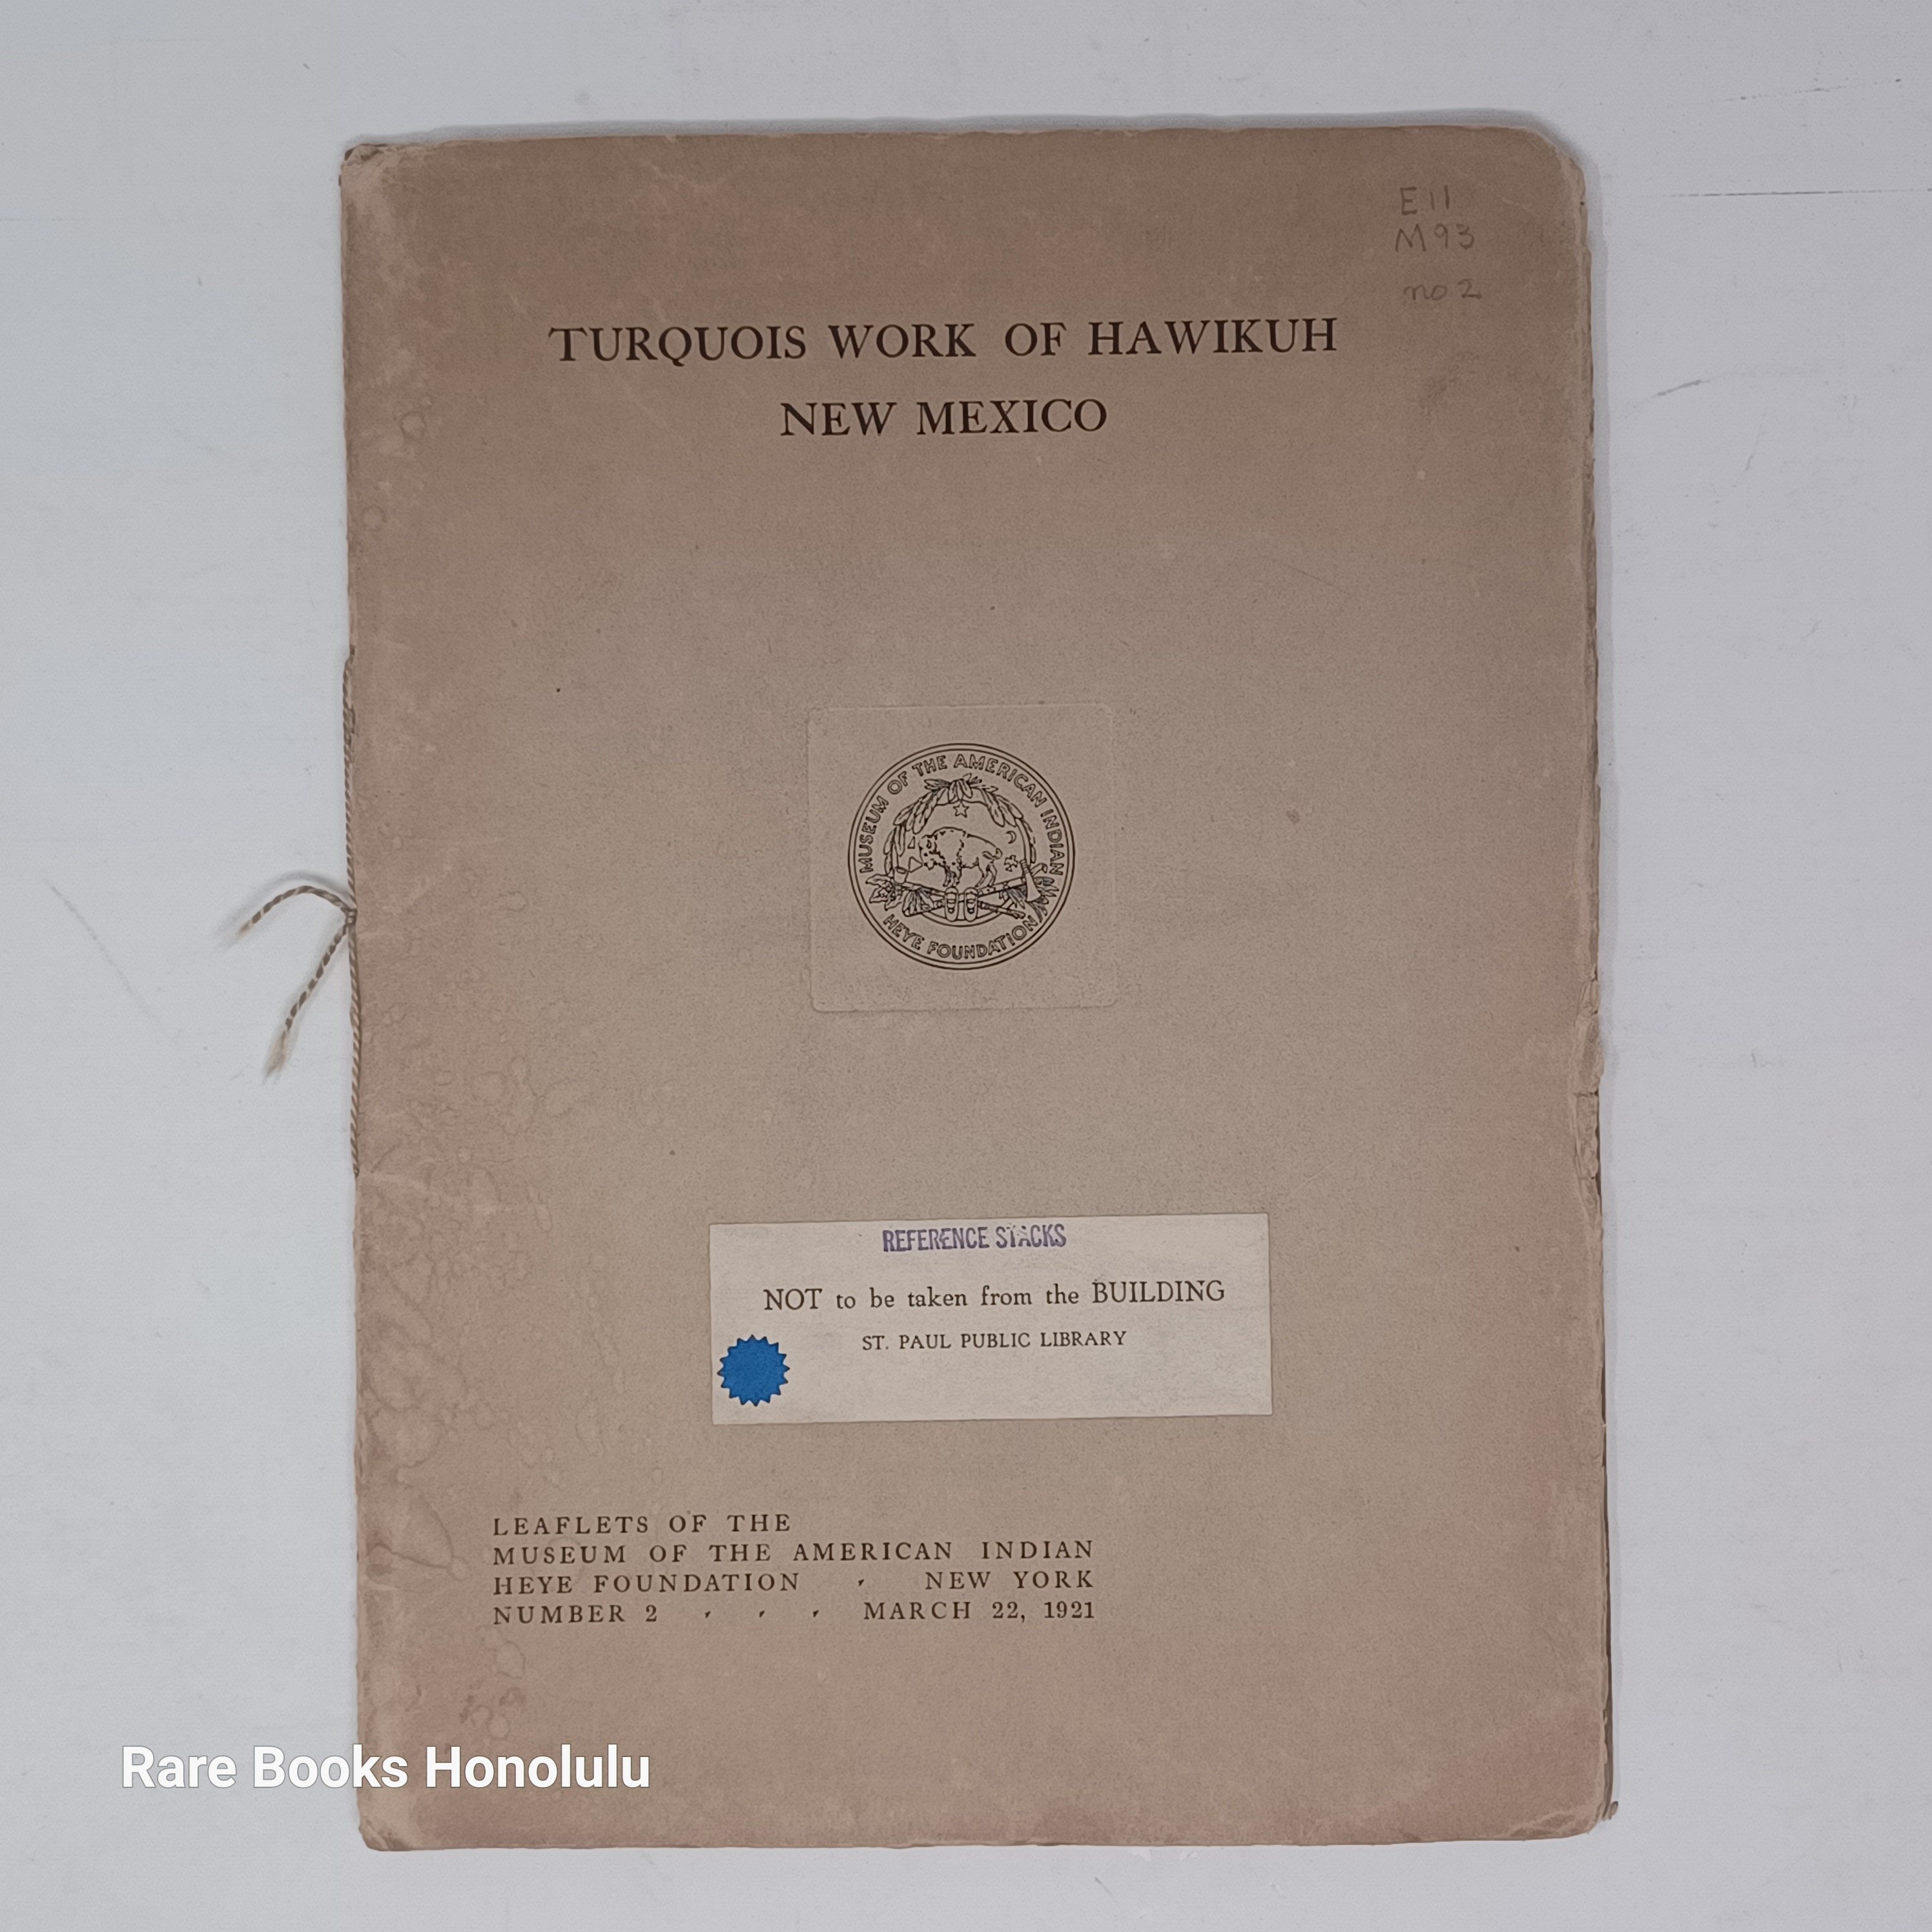 E11
M93
no 2
TURQUOIS WORK OF HAWIKUH
NEW MEXICO
MUSEUM OF THE AMERICAN INDIAN
HEYE FOUNDATION
REFERENCE STACKS
NOT to be taken from the BUILDING
ST. PAUL PUBLIC LIBRARY
LEAFLETS OF THE
MUSEUM OF THE AMERICAN INDIAN
HEYE FOUNDATION ٬ NEW YORK
NUMBER 2 ٬ ٬ ٬ MARCH 22, 1921
Rare Books Honolulu